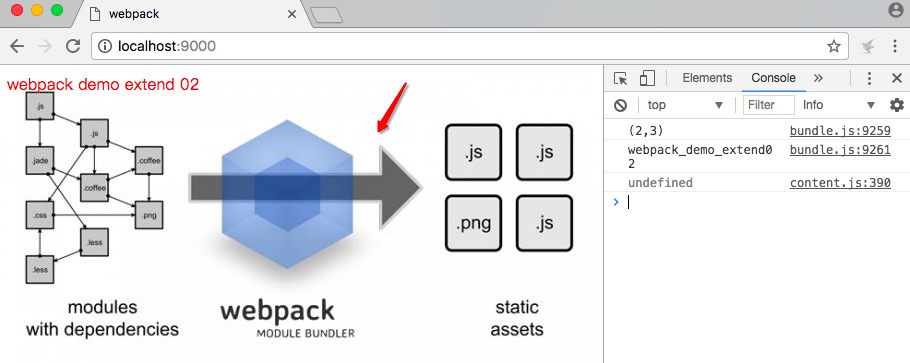 webpack
localhost:9000
webpack demo extend 02
.js
.js
.jade
.coffee
.coffee
.css
.png
.less
.less
modules
with dependencies
webpack
MODULE BUNDLER
.js
.js
.png
.js
static
assets
Elements
Console
»
top
Filter
Info
(2,3)
bundle.js:9259
webpack_demo_extend0
2
bundle.js:9261
undefined
content.js:390
>